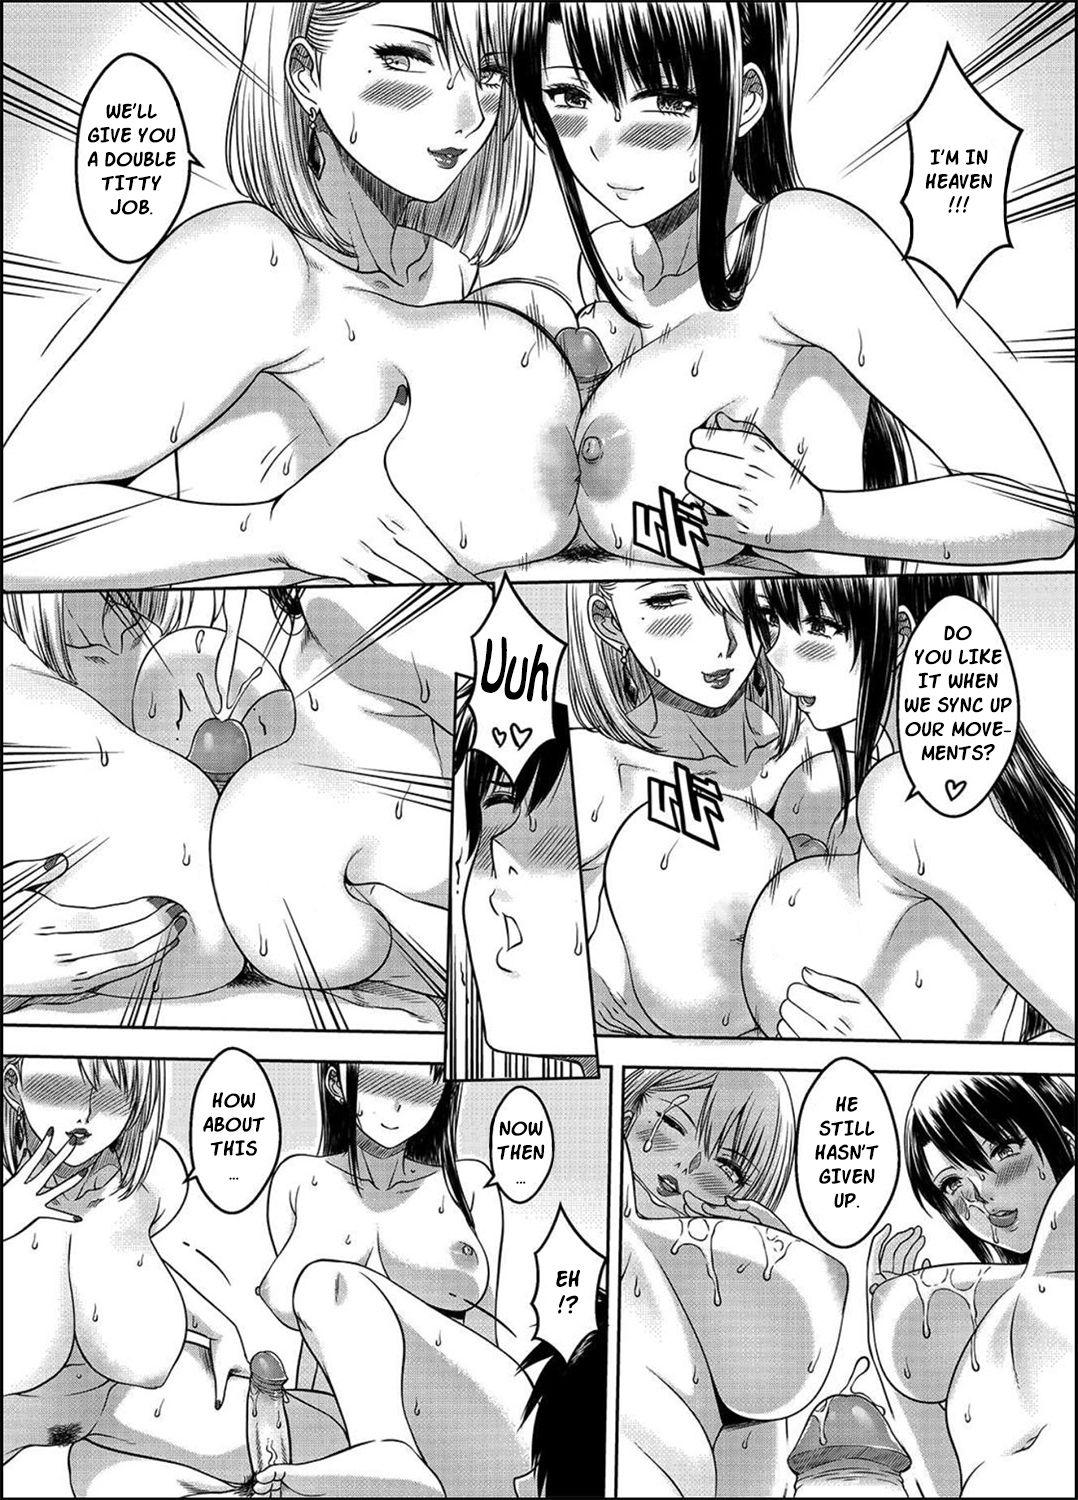 I'M IN
HEAVEN
!!!
WE'LL
GIVE YOU
A DOUBLE
TITTY
JOB.
DO
YOU LIKE
IT WHEN
WE SYNC UP
OUR MOVE-
MENTS?
♡
Uuh
♡♡
HE
STILL
HASN'T
GIVEN
UP.
NOW
THEN
...
EH
!?
HOW
ABOUT
THIS
...